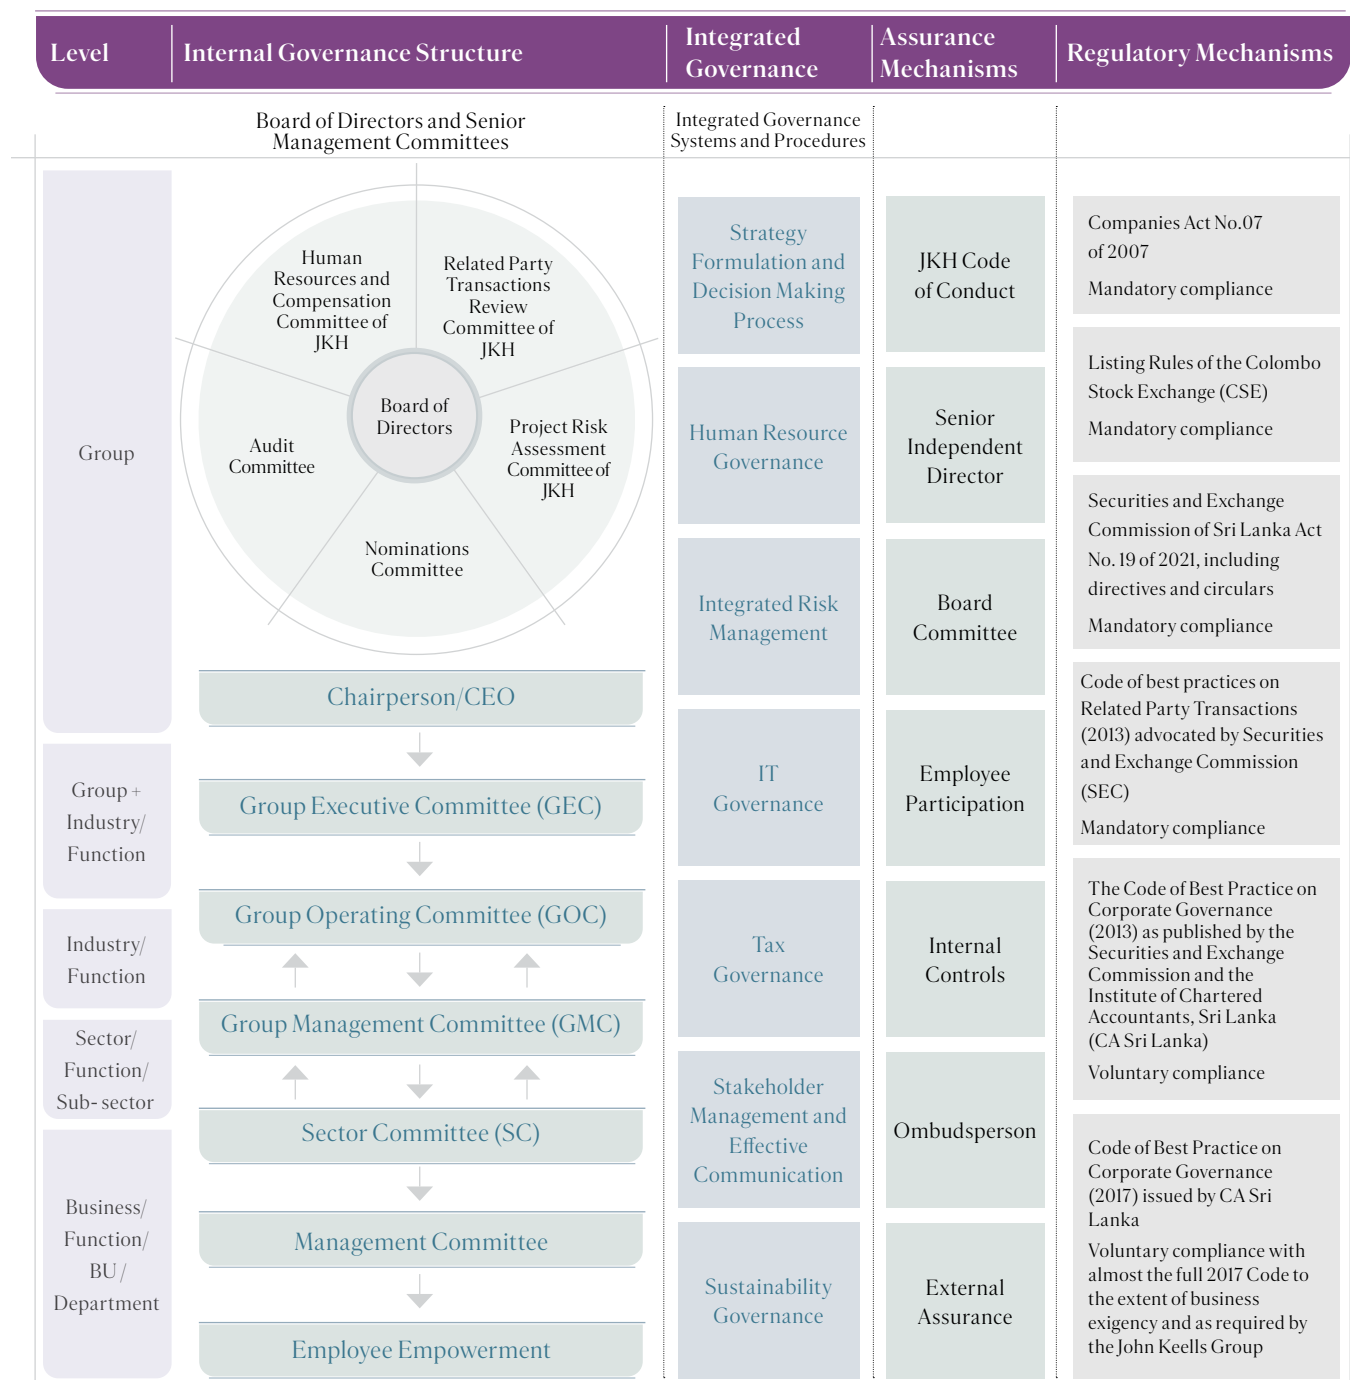 Level
Internal Governance Structure
Integrated
Governance
Assurance
Mechanisms
Regulatory Mechanisms
Board of Directors and Senior
Management Committees
Integrated Governance
Systems and Procedures
Group
Group +
Industry/
Function
Industry/
Function
Sector/
Function/
Sub- sector
Business/
Function/
BU /
Department
Human
Resources and
Compensation
Committee of
JKH
Related Party
Transactions
Review
Committee of
JKH
Board of
Directors
Audit
Committee
Project Risk
Assessment
Committee of
JKH
Nominations
Committee
Chairperson/CEO
Group Executive Committee (GEC)
Group Operating Committee (GOC)
Group Management Committee (GMC)
Sector Committee (SC)
Management Committee
Employee Empowerment
Strategy
Formulation and
Decision Making
Process
Human Resource
Governance
Integrated Risk
Management
IT
Governance
Tax
Governance
Stakeholder
Management and
Effective
Communication
Sustainability
Governance
JKH Code
of Conduct
Senior
Independent
Director
Board
Committee
Employee
Participation
Internal
Controls
Ombudsperson
External
Assurance
Companies Act No.07
of 2007
Mandatory compliance
Listing Rules of the Colombo
Stock Exchange (CSE)
Mandatory compliance
Securities and Exchange
Commission of Sri Lanka Act
No. 19 of 2021, including
directives and circulars
Mandatory compliance
Code of best practices on
Related Party Transactions
(2013) advocated by Securities
and Exchange Commission
(SEC)
Mandatory compliance
The Code of Best Practice on
Corporate Governance
(2013) as published by the
Securities and Exchange
Commission and the
Institute of Chartered
Accountants, Sri Lanka
(CA Sri Lanka)
Voluntary compliance
Code of Best Practice on
Corporate Governance
(2017) issued by CA Sri
Lanka
Voluntary compliance with
almost the full 2017 Code to
the extent of business
exigency and as required by
the John Keells Group